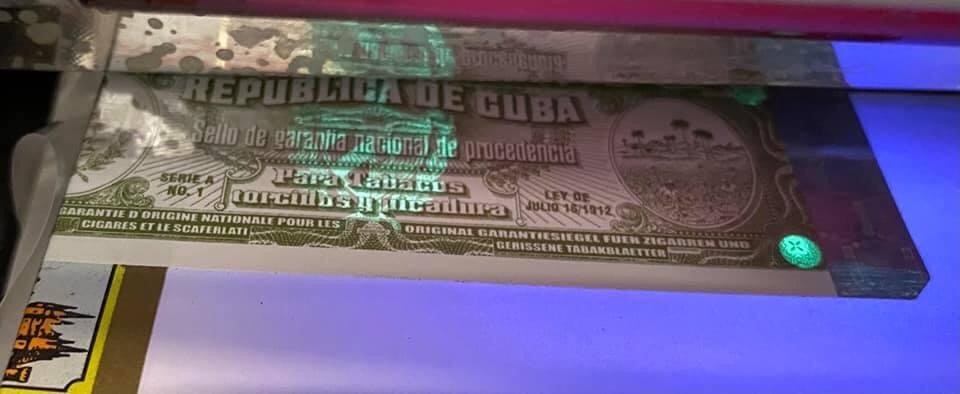 REPUBLICA DE CUBA
Sello de garantia nacional de procedencia
Para Tabacos
torcidos y picadura
SERIE A
NO. 1
LEY DE
JULIO 16/1912
GARANTIE D ORIGINE NATIONALE POUR LES
CIGARES ET LE SCAFERLATI
ORIGINAL GARANTIESIEGEL FUER ZIGARREN UND
GERISSENE TABAKBLAETTER